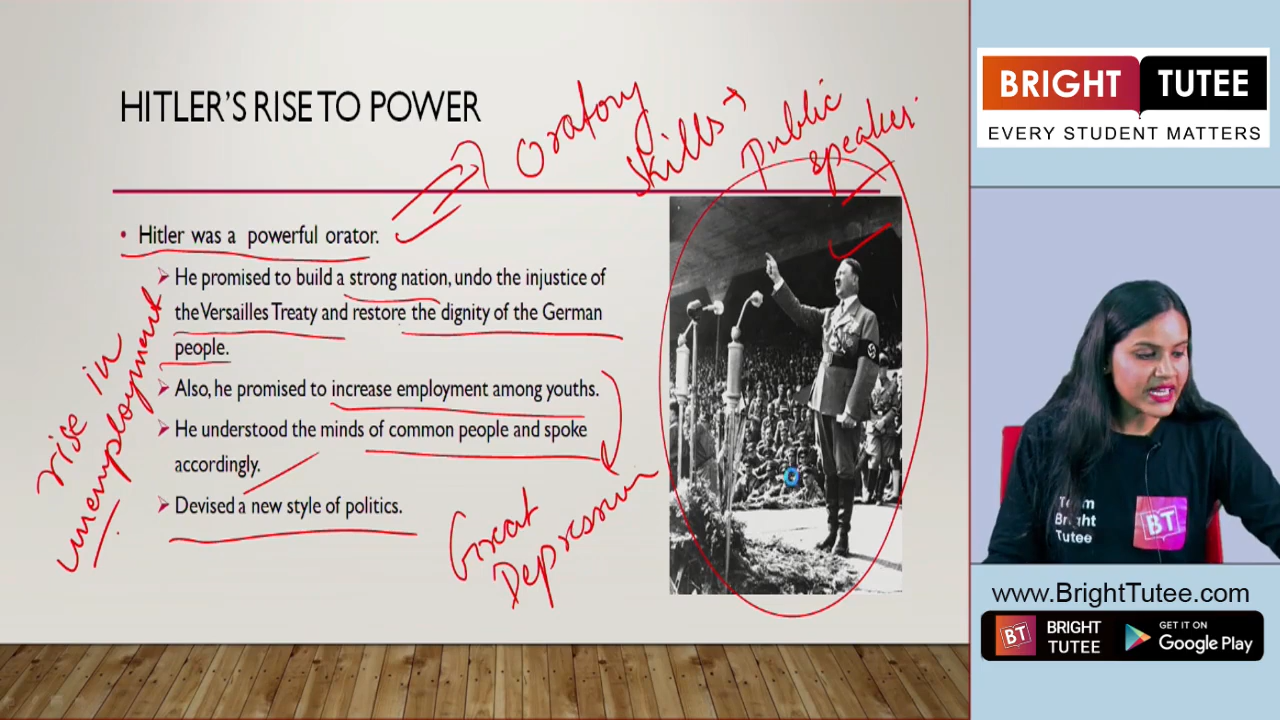 HITLER'S RISE TO POWER
Oratory
skills →
public
speaker.
• Hitler was a powerful orator.
➢ He promised to build a strong nation, undo the injustice of
the Versailles Treaty and restore the dignity of the German
people.
➢ Also, he promised to increase employment among youths.
➢ He understood the minds of common people and spoke
accordingly.
➢ Devised a new style of politics.
rise in
unemployment
Great
Depression
BRIGHT TUTEE
EVERY STUDENT MATTERS
Team
Bright
Tutee
BT
www.BrightTutee.com
BT
BRIGHT
TUTEE
GET IT ON
Google Play